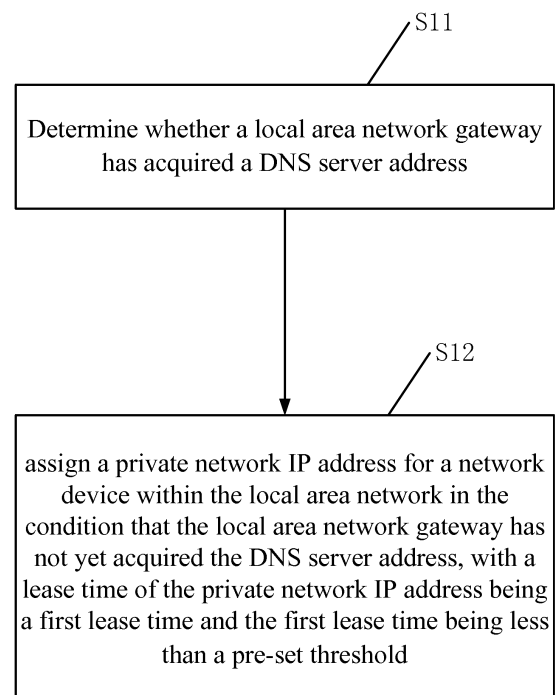 S11
Determine whether a local area network gateway
has acquired a DNS server address
S12
assign a private network IP address for a network
device within the local area network in the
condition that the local area network gateway has
not yet acquired the DNS server address, with a
lease time of the private network IP address being
a first lease time and the first lease time being less
than a pre-set threshold